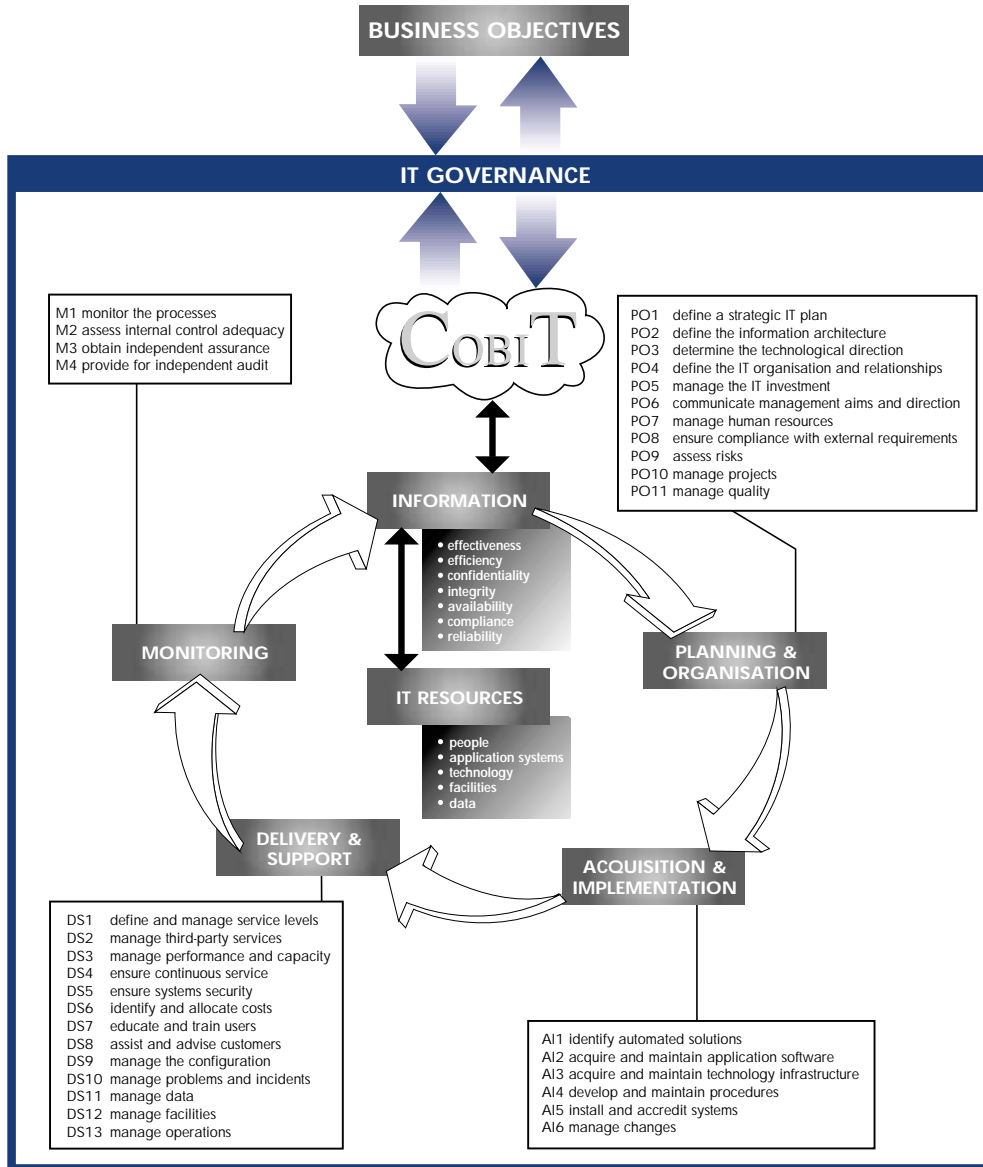 BUSINESS OBJECTIVES
IT GOVERNANCE
M1 monitor the processes
M2 assess internal control adequacy
M3 obtain independent assurance
M4 provide for independent audit
COBIT
PO1 define a strategic IT plan
PO2 define the information architecture
PO3 determine the technological direction
PO4 define the IT organisation and relationships
PO5 manage the IT investment
PO6 communicate management aims and direction
PO7 manage human resources
PO8 ensure compliance with external requirements
PO9 assess risks
PO10 manage projects
PO11 manage quality
INFORMATION
• effectiveness
• efficiency
• confidentiality
• integrity
• availability
• compliance
• reliability
MONITORING
PLANNING &
ORGANISATION
IT RESOURCES
• people
• application systems
• technology
• facilities
• data
DELIVERY &
SUPPORT
ACQUISITION &
IMPLEMENTATION
DS1 define and manage service levels
DS2 manage third-party services
DS3 manage performance and capacity
DS4 ensure continuous service
DS5 ensure systems security
DS6 identify and allocate costs
DS7 educate and train users
DS8 assist and advise customers
DS9 manage the configuration
DS10 manage problems and incidents
DS11 manage data
DS12 manage facilities
DS13 manage operations
AI1 identify automated solutions
AI2 acquire and maintain application software
AI3 acquire and maintain technology infrastructure
AI4 develop and maintain procedures
AI5 install and accredit systems
AI6 manage changes